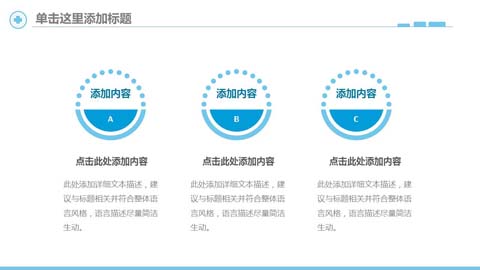 单击这里添加标题
添加内容 添加内容 添加内容
A B C
点击此处添加内容 点击此处添加内容 点击此处添加内容
此处添加详细文本描述，建
议与标题相关并符合整体语
言风格，语言描述尽量简洁
生动。
此处添加详细文本描述，建
议与标题相关并符合整体语
言风格，语言描述尽量简洁
生动。
此处添加详细文本描述，建
议与标题相关并符合整体语
言风格，语言描述尽量简洁
生动。